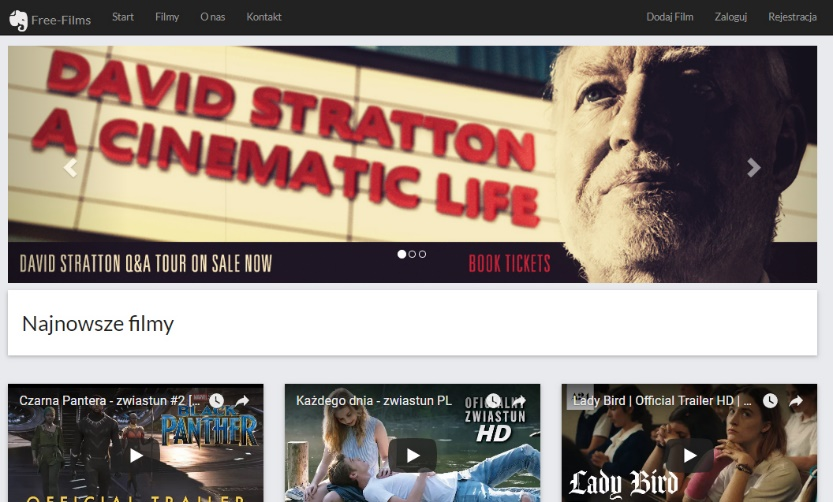 Free-Films Start Filmy O nas Kontakt Dodaj Film Zaloguj Rejestracja
DAVID STRATTON
A CINEMATIC LIFE
DAVID STRATTON Q&A TOUR ON SALE NOW BOOK TICKETS
Najnowsze filmy
Czarna Pantera - zwiastun #2 [...
BLACK
PANTHER
OFFICIAL TRAILER
Każdego dnia - zwiastun PL
OFICJALNY
ZWIASTUN
HD
Lady Bird | Official Trailer HD | ...
Lady Bird